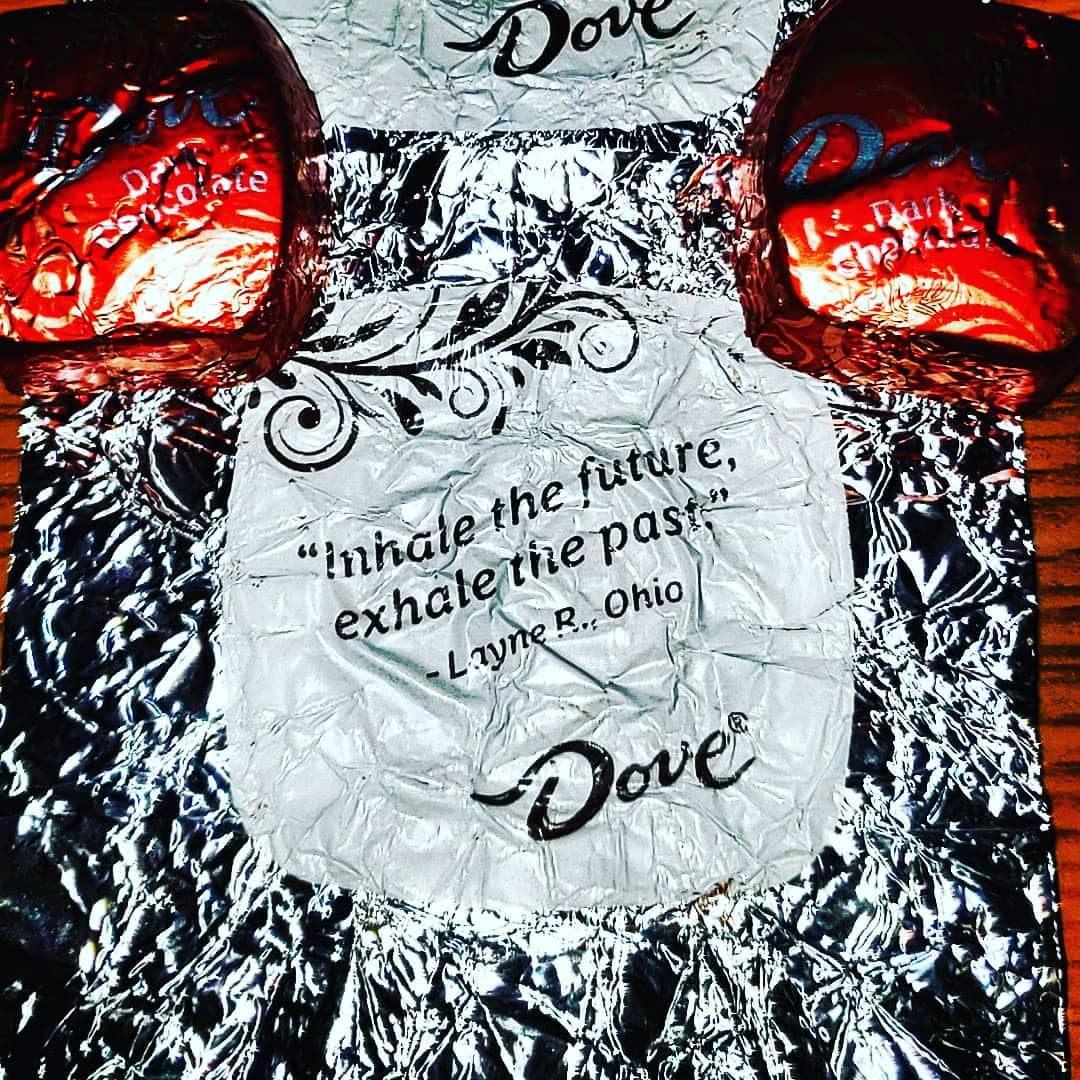 Dove
Dove
Dark
Chocolate
Dove
Dark
Chocolate
“Inhale the future,
exhale the past.”
- Layne R., Ohio
Dove®